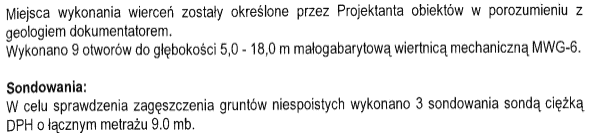 Miejsca wykonania wierceń zostały określone przez Projektanta obiektów w porozumieniu z
geologiem dokumentatorem.
Wykonano 9 otworów do głębokości 5,0 - 18,0 m małogabarytową wiertnicą mechaniczną MWG-6.
Sondowania:
W celu sprawdzenia zagęszczenia gruntów niespoistych wykonano 3 sondowania sondą ciężką
DPH o łącznym metrażu 9.0 mb.